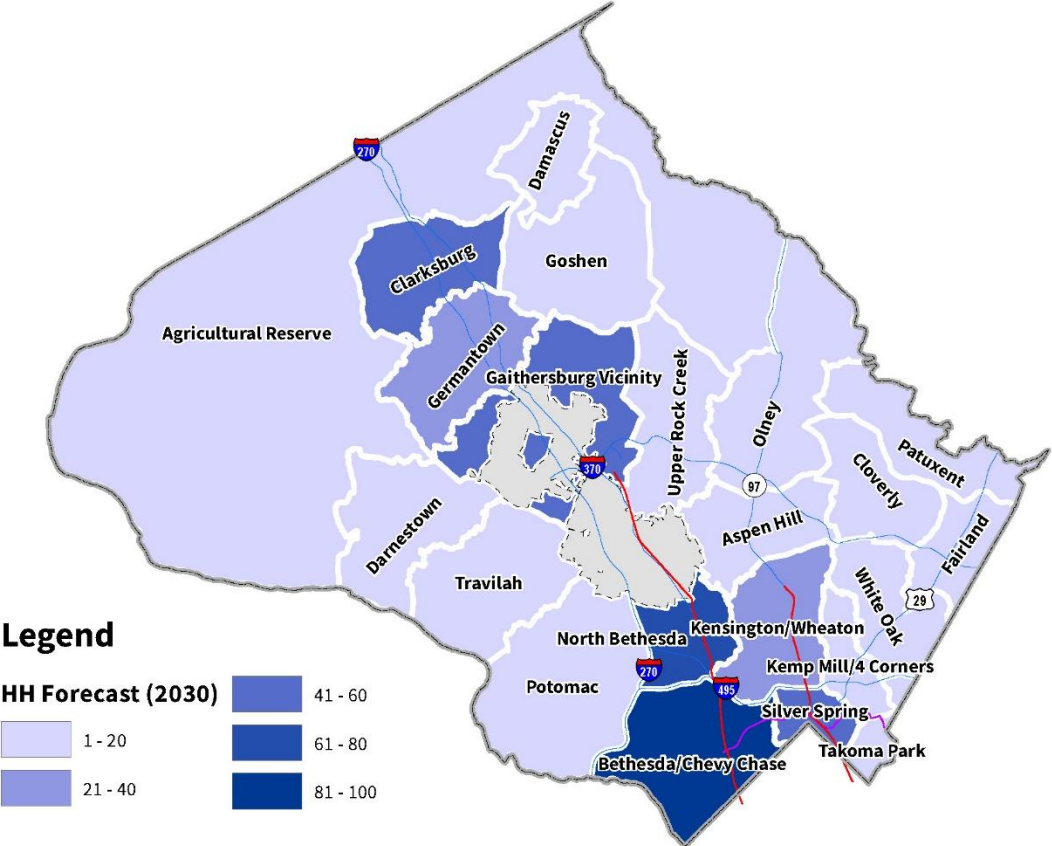 270
Damascus
Clarksburg
Goshen
Agricultural Reserve
Germantown
Gaithersburg Vicinity
Upper Rock Creek
Olney
370
97
Patuxent
Cloverly
Darnestown
Aspen Hill
Fairland
Travilah
White Oak
29
North Bethesda
Kensington/Wheaton
Kemp Mill/4 Corners
270
Potomac
495
Silver Spring
Takoma Park
Bethesda/Chevy Chase
Legend
HH Forecast (2030)
1 - 20
21 - 40
41 - 60
61 - 80
81 - 100